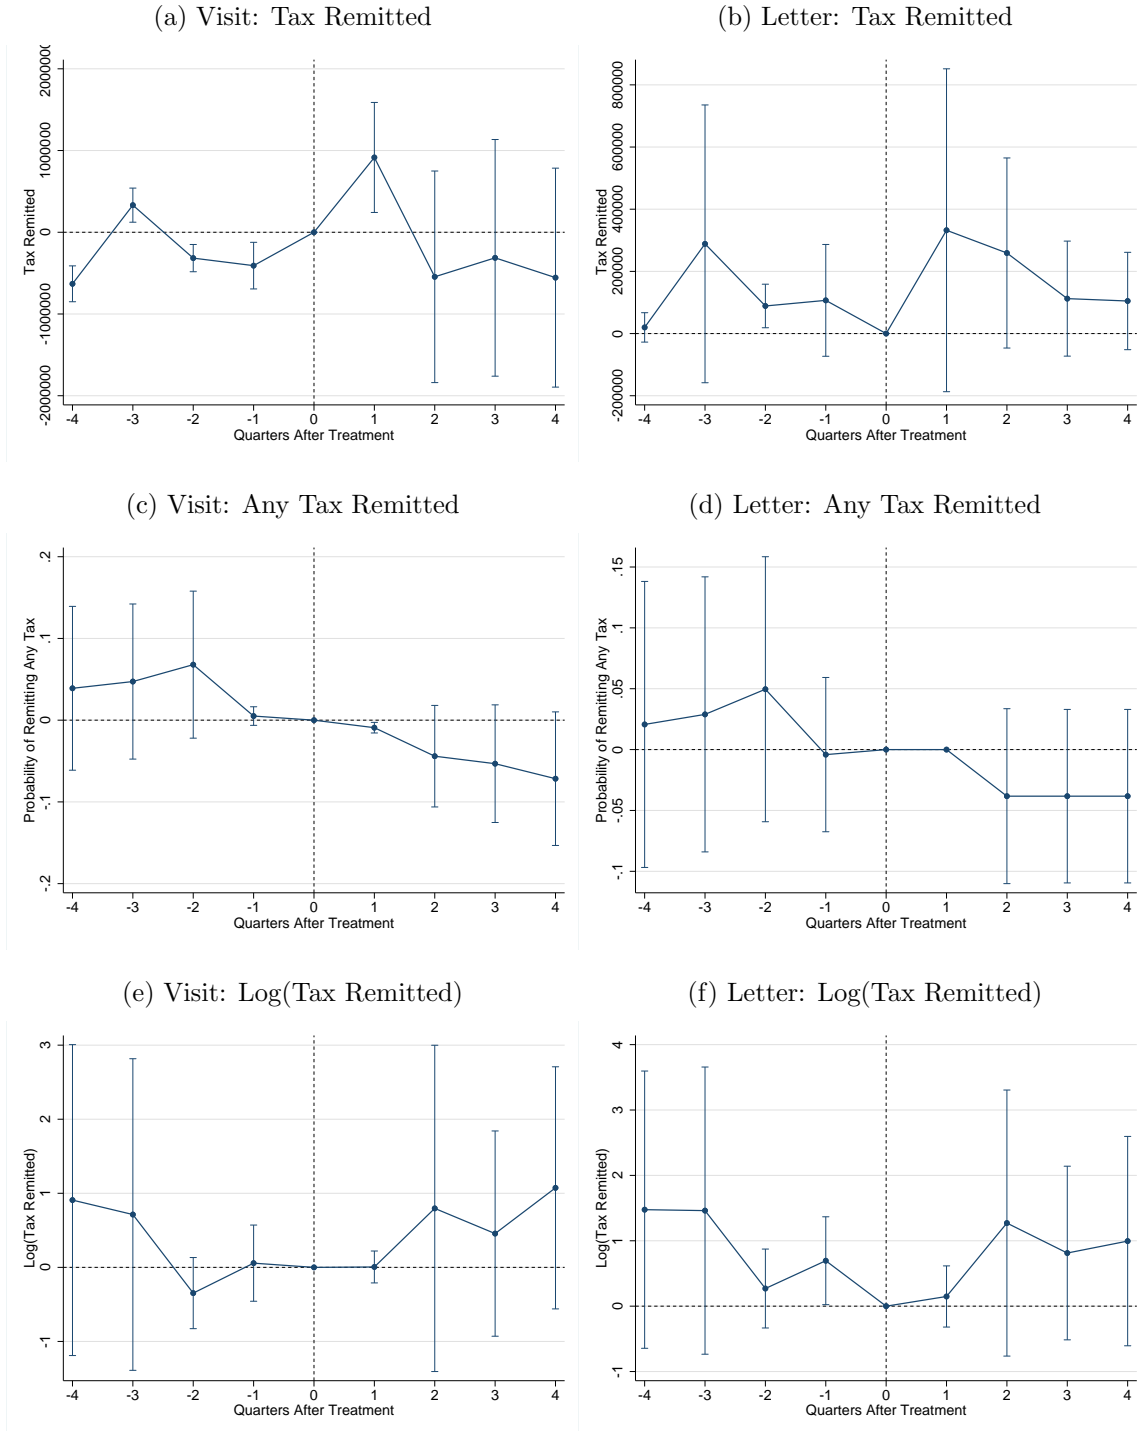 (a) Visit: Tax Remitted
Tax Remitted
1000000
0
-1000000
-2000000
-4 -3 -2 -1 0 1 2 3 4
Quarters After Treatment
(b) Letter: Tax Remitted
Tax Remitted
800000
600000
400000
200000
0
-200000
-4 -3 -2 -1 0 1 2 3 4
Quarters After Treatment
(c) Visit: Any Tax Remitted
Probability of Remitting Any Tax
.2
.1
0
-.1
-.2
-4 -3 -2 -1 0 1 2 3 4
Quarters After Treatment
(d) Letter: Any Tax Remitted
Probability of Remitting Any Tax
.15
.1
.05
0
-.05
-.1
-4 -3 -2 -1 0 1 2 3 4
Quarters After Treatment
(e) Visit: Log(Tax Remitted)
Log(Tax Remitted)
3
2
1
0
-1
-4 -3 -2 -1 0 1 2 3 4
Quarters After Treatment
(f) Letter: Log(Tax Remitted)
Log(Tax Remitted)
4
3
2
1
0
-1
-4 -3 -2 -1 0 1 2 3 4
Quarters After Treatment